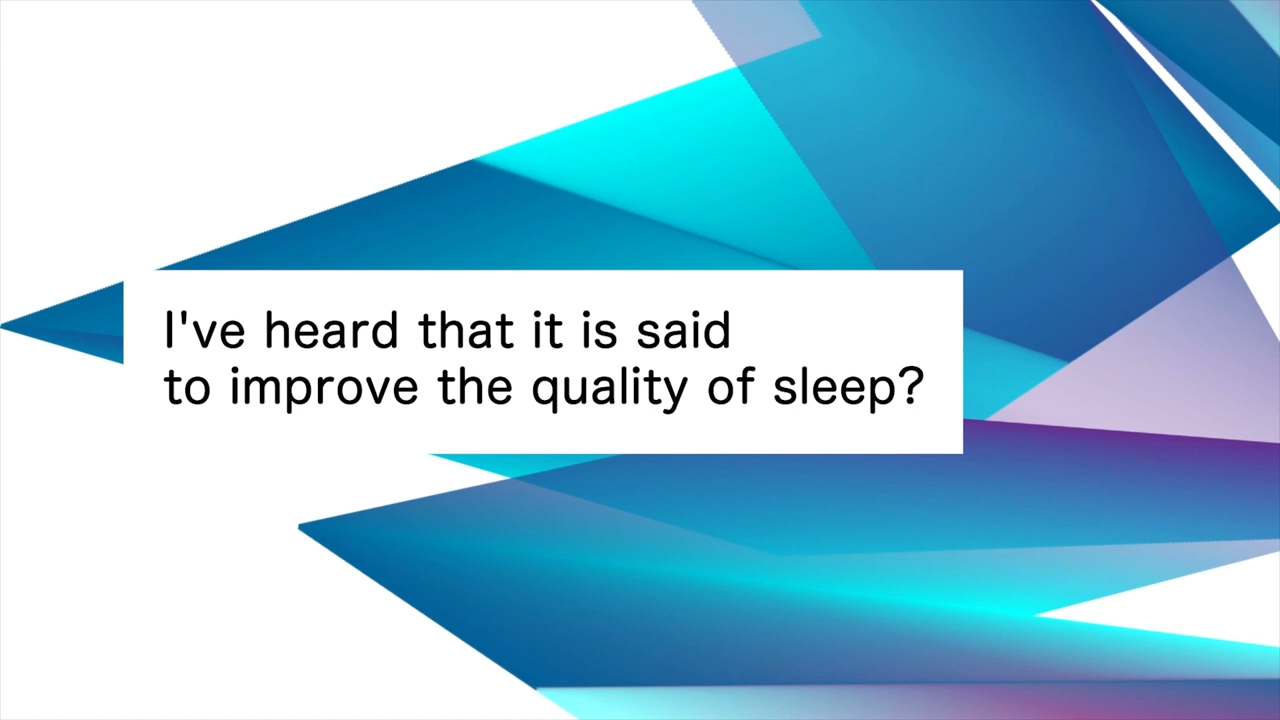 I've heard that it is said
to improve the quality of sleep?